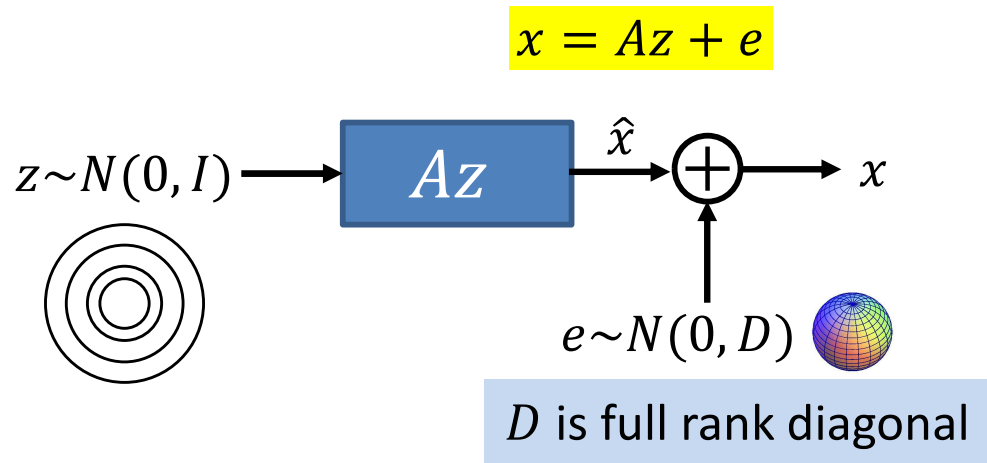 x = Az + e
z~N(0, I)
Az
x̂
x
e~N(0, D)
D is full rank diagonal